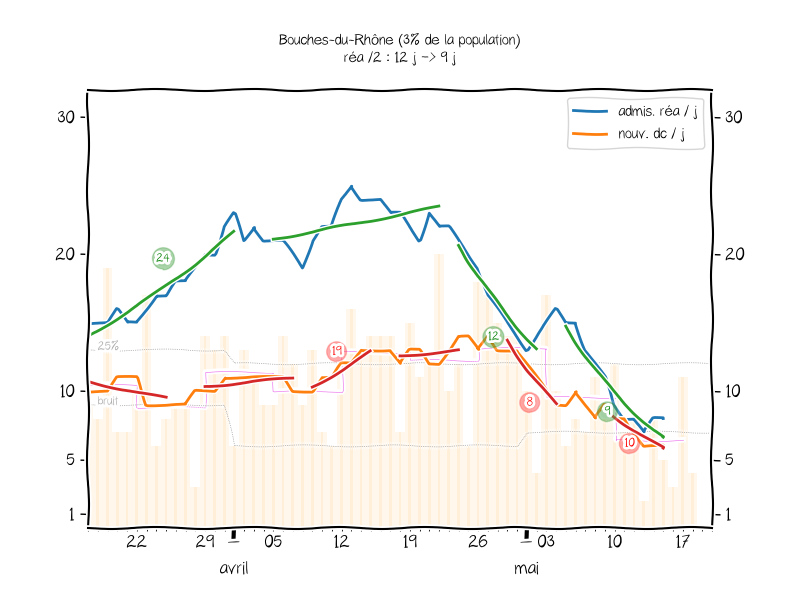 Bouches-du-Rhône (3% de la population)
réa /2 : 12 j -> 9 j
admis. réa / j
nouv. dc / j
30
30
20
20
10
10
5
5
1
1
25%
bruit
24
19
12
8
9
10
22 29 05 12 19 26 03 10 17
avril mai